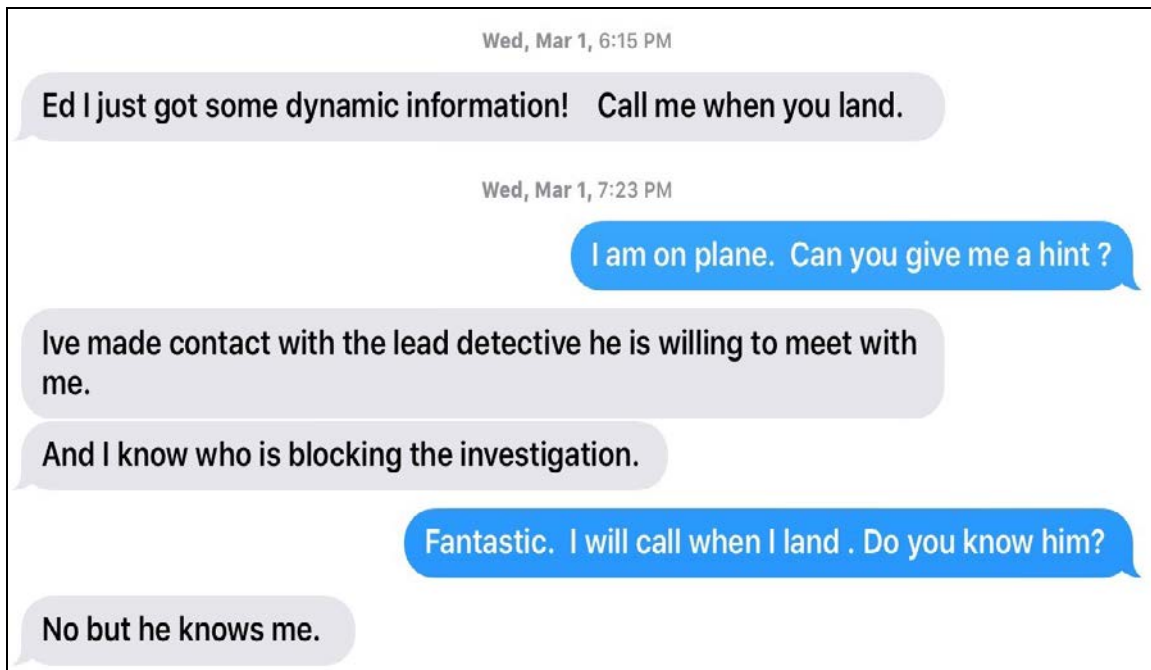 Wed, Mar 1, 6:15 PM
Ed I just got some dynamic information!    Call me when you land.
Wed, Mar 1, 7:23 PM
I am on plane.  Can you give me a hint ?
Ive made contact with the lead detective he is willing to meet with
me.
And I know who is blocking the investigation.
Fantastic.  I will call when I land . Do you know him?
No but he knows me.